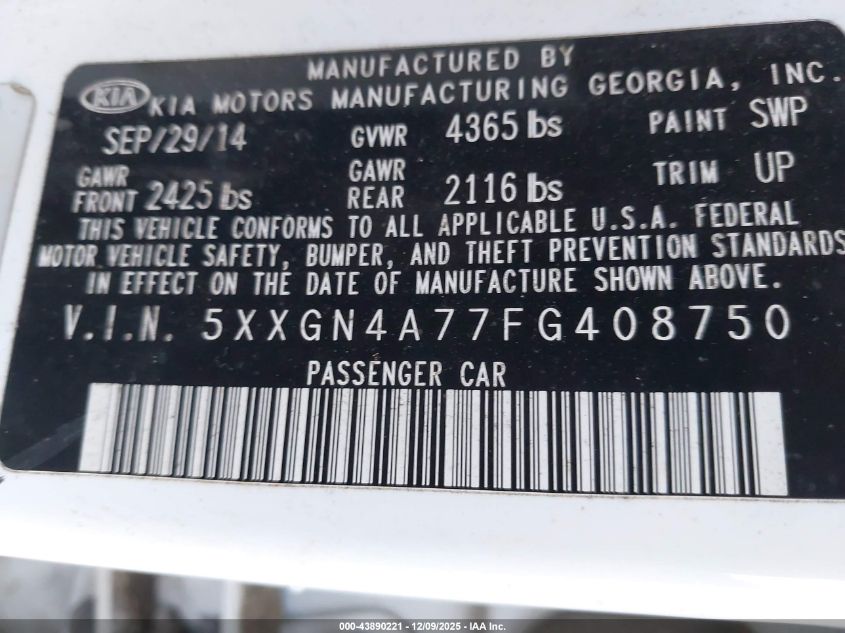 MANUFACTURED BY
KIA KIA MOTORS MANUFACTURING GEORGIA, INC.
SEP/29/14 GVWR 4365 lbs PAINT SWP
GAWR FRONT 2425 lbs GAWR REAR 2116 lbs TRIM UP
THIS VEHICLE CONFORMS TO ALL APPLICABLE U.S.A. FEDERAL
MOTOR VEHICLE SAFETY, BUMPER, AND THEFT PREVENTION STANDARDS
IN EFFECT ON THE DATE OF MANUFACTURE SHOWN ABOVE.
V.I.N. 5XXGN4A77FG408750
PASSENGER CAR
000-43890221 - 12/09/2025 - IAA Inc.